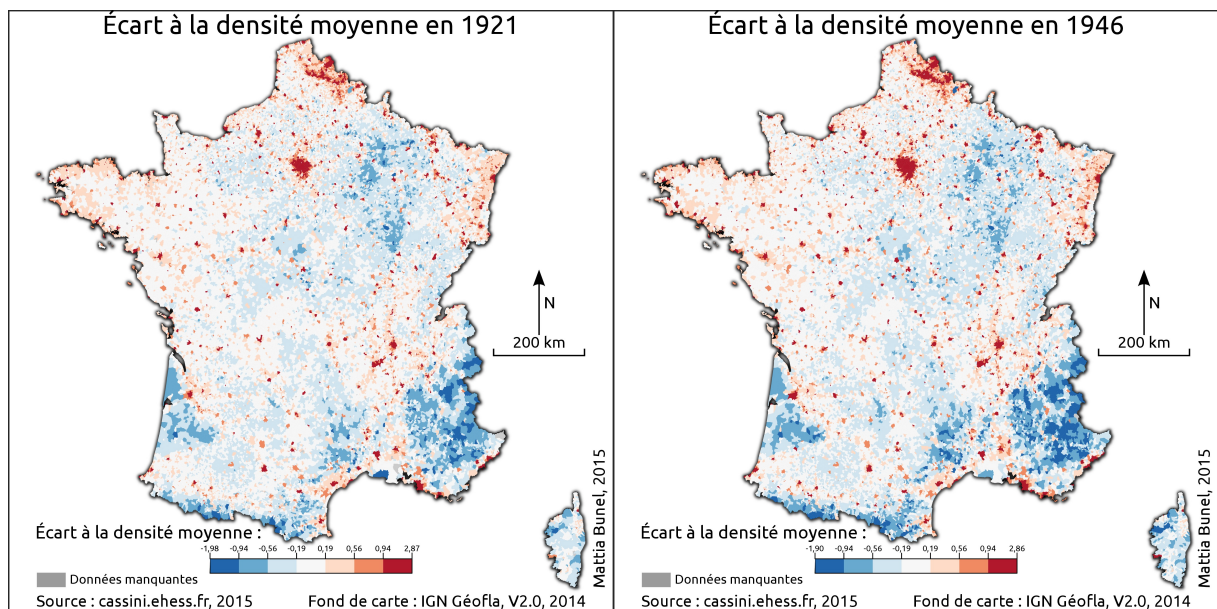 Écart à la densité moyenne en 1921
N
200 km
Écart à la densité moyenne :
-1,98 -0,94 -0,56 -0,19 0,19 0,56 0,94 2,87
Données manquantes
Source : cassini.ehess.fr, 2015 Fond de carte : IGN Géofla, V2.0, 2014
Mattia Bunel, 2015
Écart à la densité moyenne en 1946
N
200 km
Écart à la densité moyenne :
-1,90 -0,94 -0,56 -0,19 0,19 0,56 0,94 2,86
Données manquantes
Source : cassini.ehess.fr, 2015 Fond de carte : IGN Géofla, V2.0, 2014
Mattia Bunel, 2015